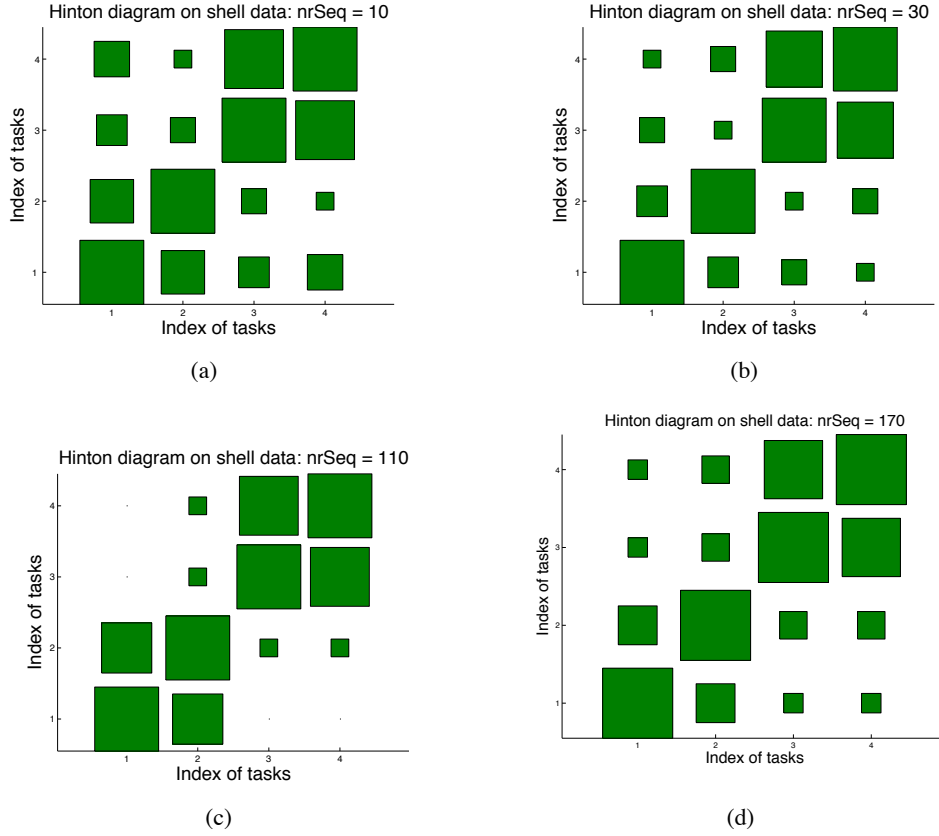 Hinton diagram on shell data: nrSeq = 10
Index of tasks
4
3
2
1
1 2 3 4
Index of tasks
(a)
Hinton diagram on shell data: nrSeq = 30
Index of tasks
4
3
2
1
1 2 3 4
Index of tasks
(b)
Hinton diagram on shell data: nrSeq = 110
Index of tasks
4
3
2
1
1 2 3 4
Index of tasks
(c)
Hinton diagram on shell data: nrSeq = 170
Index of tasks
4
3
2
1
1 2 3 4
Index of tasks
(d)